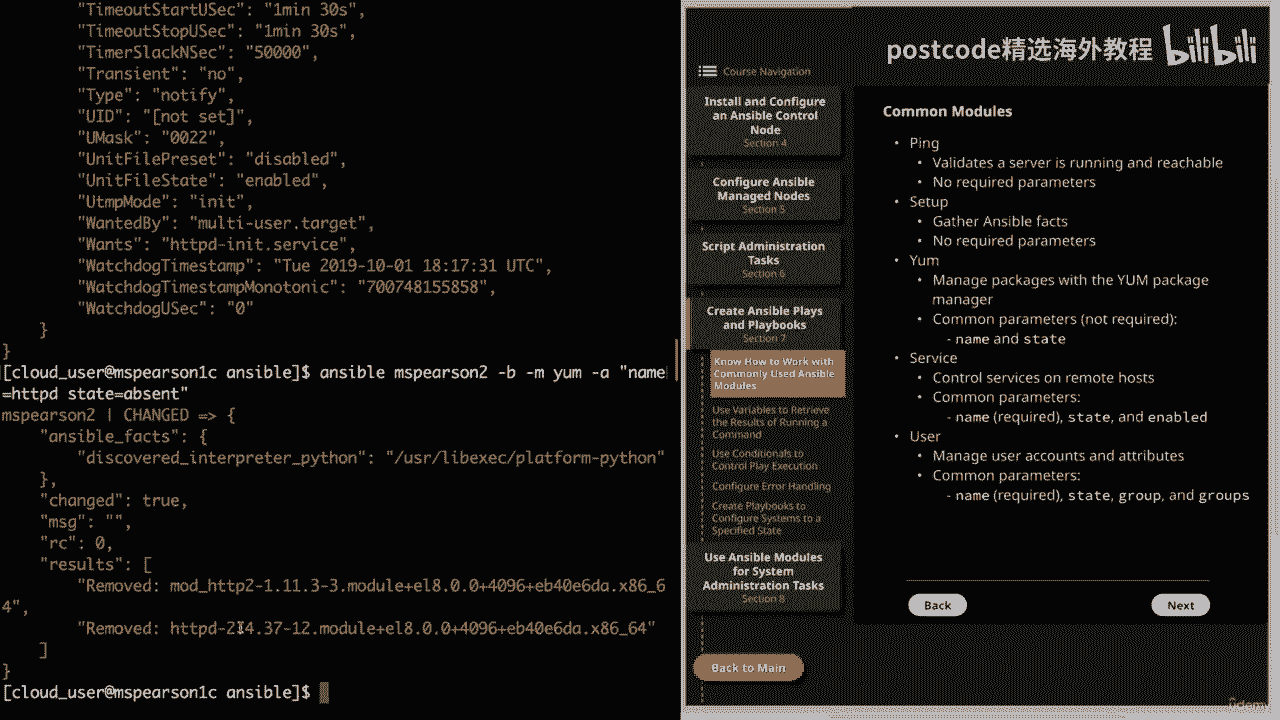 "TimeoutStartUSec": "1min 30s",
"TimeoutStopUSec": "1min 30s",
"TimerSlackNSec": "50000",
"Transient": "no",
"Type": "notify",
"UID": "[not set]",
"UMask": "0022",
"UnitFilePreset": "disabled",
"UnitFileState": "enabled",
"UtmpMode": "init",
"WantedBy": "multi-user.target",
"Wants": "httpd-init.service",
"WatchdogTimestamp": "Tue 2019-10-01 18:17:31 UTC",
"WatchdogTimestampMonotonic": "700748155858",
"WatchdogUSec": "0"
}
}
[cloud_user@mspearson1c ansible]$ ansible mspearson2 -b -m yum -a "name
=httpd state=absent"
mspearson2 | CHANGED => {
"ansible_facts": {
"discovered_interpreter_python": "/usr/libexec/platform-python"
},
"changed": true,
"msg": "",
"rc": 0,
"results": [
"Removed: mod_http2-1.11.3-3.module+el8.0.0+4096+eb40e6da.x86_6
4",
"Removed: httpd-2.4.37-12.module+el8.0.0+4096+eb40e6da.x86_64"
]
}
[cloud_user@mspearson1c ansible]$
postcode精选海外教程 bilibili
Course Navigation
Install and Configure
an Ansible Control
Node
Section 4
Configure Ansible
Managed Nodes
Section 5
Script Administration
Tasks
Section 6
Create Ansible Plays
and Playbooks
Section 7
Know How to Work with
Commonly Used Ansible
Modules
Use Variables to Retrieve
the Results of Running a
Command
Use Conditionals to
Control Play Execution
Configure Error Handling
Create Playbooks to
Configure Systems to a
Specified State
Use Ansible Modules
for System
Administration Tasks
Section 8
Back to Main
Common Modules
• Ping
• Validates a server is running and reachable
• No required parameters
• Setup
• Gather Ansible facts
• No required parameters
• Yum
• Manage packages with the YUM package
manager
• Common parameters (not required):
- name and state
• Service
• Control services on remote hosts
• Common parameters:
- name (required), state, and enabled
• User
• Manage user accounts and attributes
• Common parameters:
- name (required), state, group, and groups
Back
Next
ûdemy